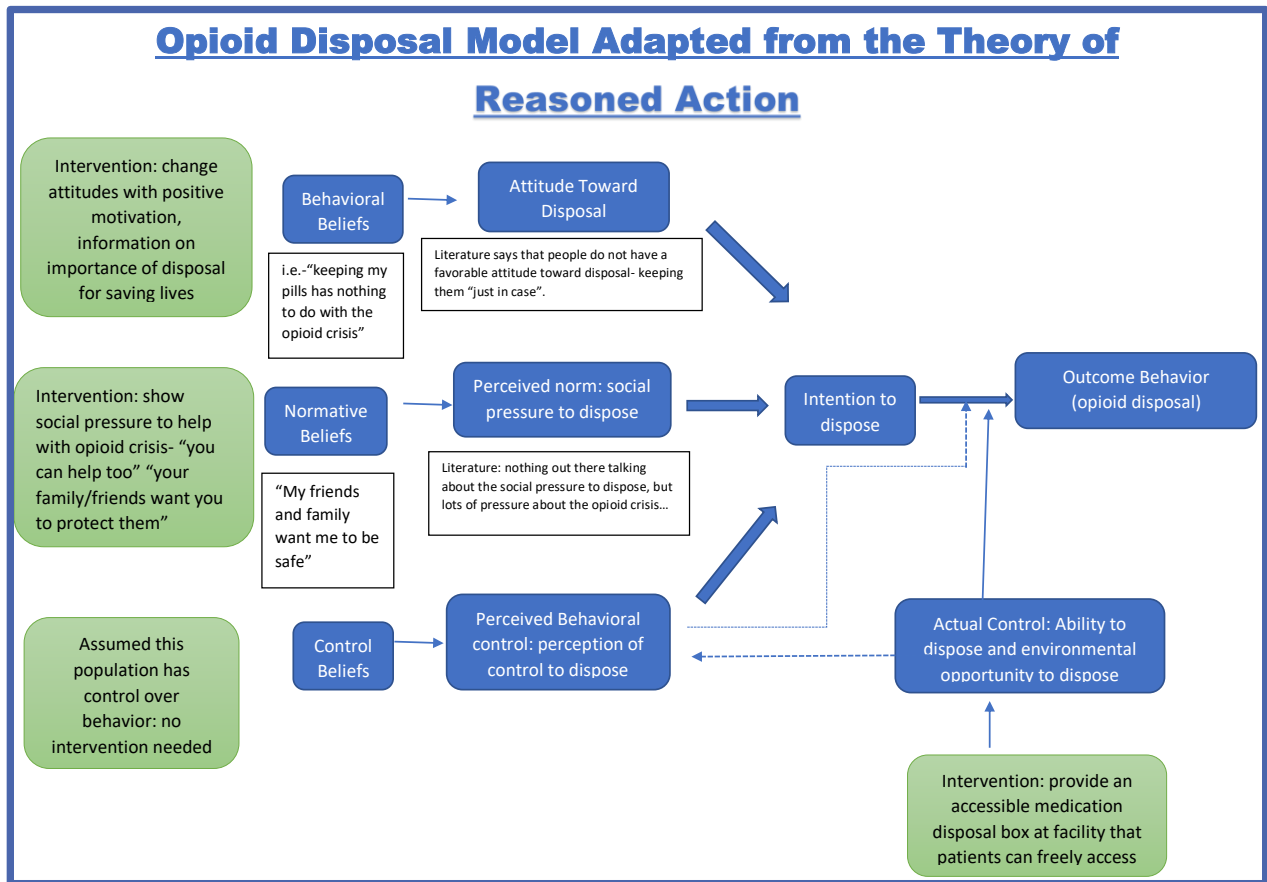 Opioid Disposal Model Adapted from the Theory of
Reasoned Action
Intervention: change
attitudes with positive
motivation,
information on
importance of disposal
for saving lives
Behavioral
Beliefs
Attitude Toward
Disposal
i.e.-“keeping my
pills has nothing
to do with the
opioid crisis”
Literature says that people do not have a
favorable attitude toward disposal- keeping
them “just in case”.
Intervention: show
social pressure to help
with opioid crisis- “you
can help too” “your
family/friends want you
to protect them”
Normative
Beliefs
Perceived norm: social
pressure to dispose
Intention to
dispose
Outcome Behavior
(opioid disposal)
“My friends
and family
want me to be
safe”
Literature: nothing out there talking
about the social pressure to dispose, but
lots of pressure about the opioid crisis…
Assumed this
population has
control over
behavior: no
intervention needed
Control
Beliefs
Perceived Behavioral
control: perception of
control to dispose
Actual Control: Ability to
dispose and environmental
opportunity to dispose
Intervention: provide an
accessible medication
disposal box at facility that
patients can freely access